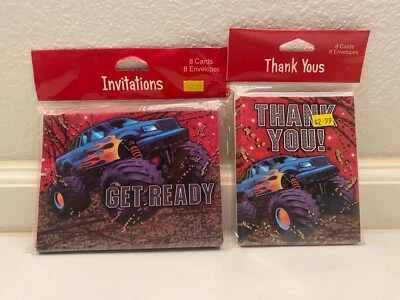 8 Cards
8 Envelopes
Invitations
GET READY
8 Cards
8 Envelopes
Thank Yous
THANK
$2.99
YOU!